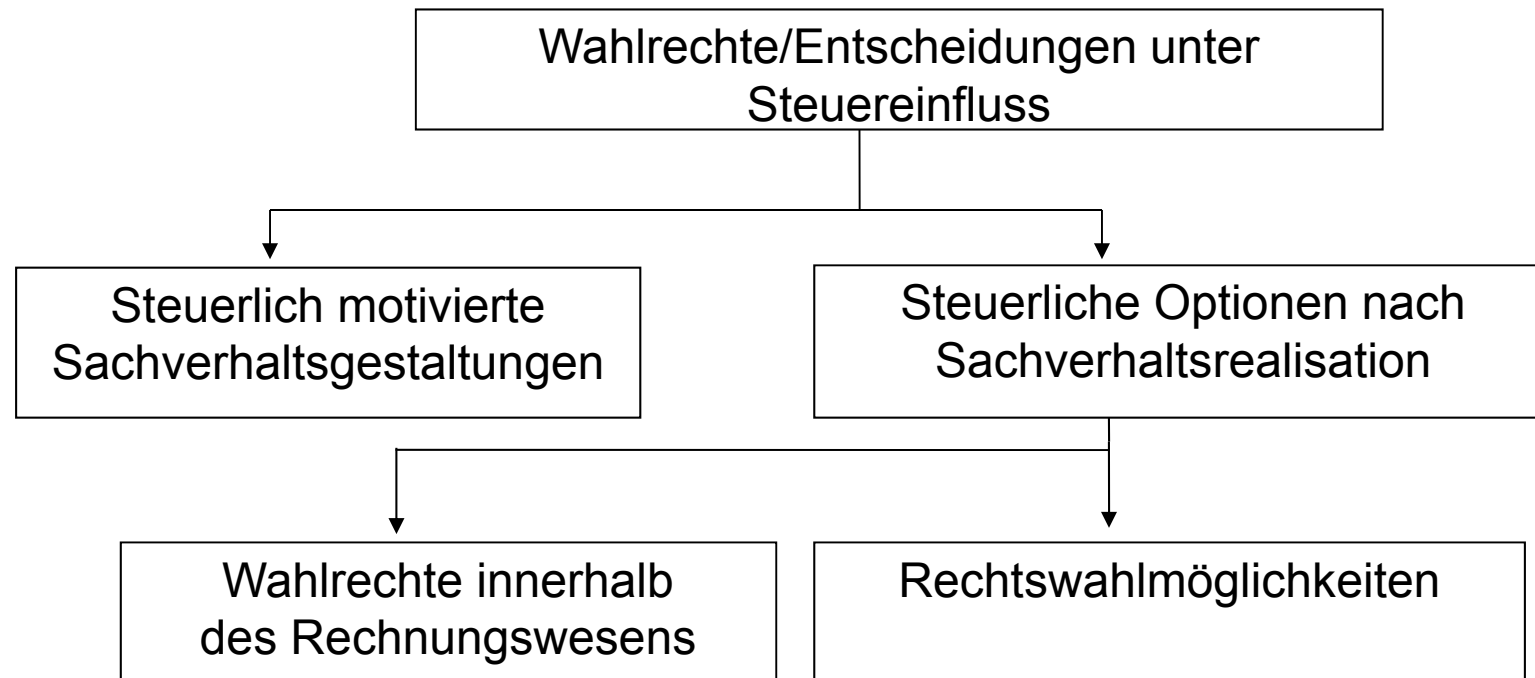 Wahlrechte/Entscheidungen unter
Steuereinfluss
Steuerlich motivierte
Sachverhaltsgestaltungen
Steuerliche Optionen nach
Sachverhaltsrealisation
Wahlrechte innerhalb
des Rechnungswesens
Rechtswahlmöglichkeiten